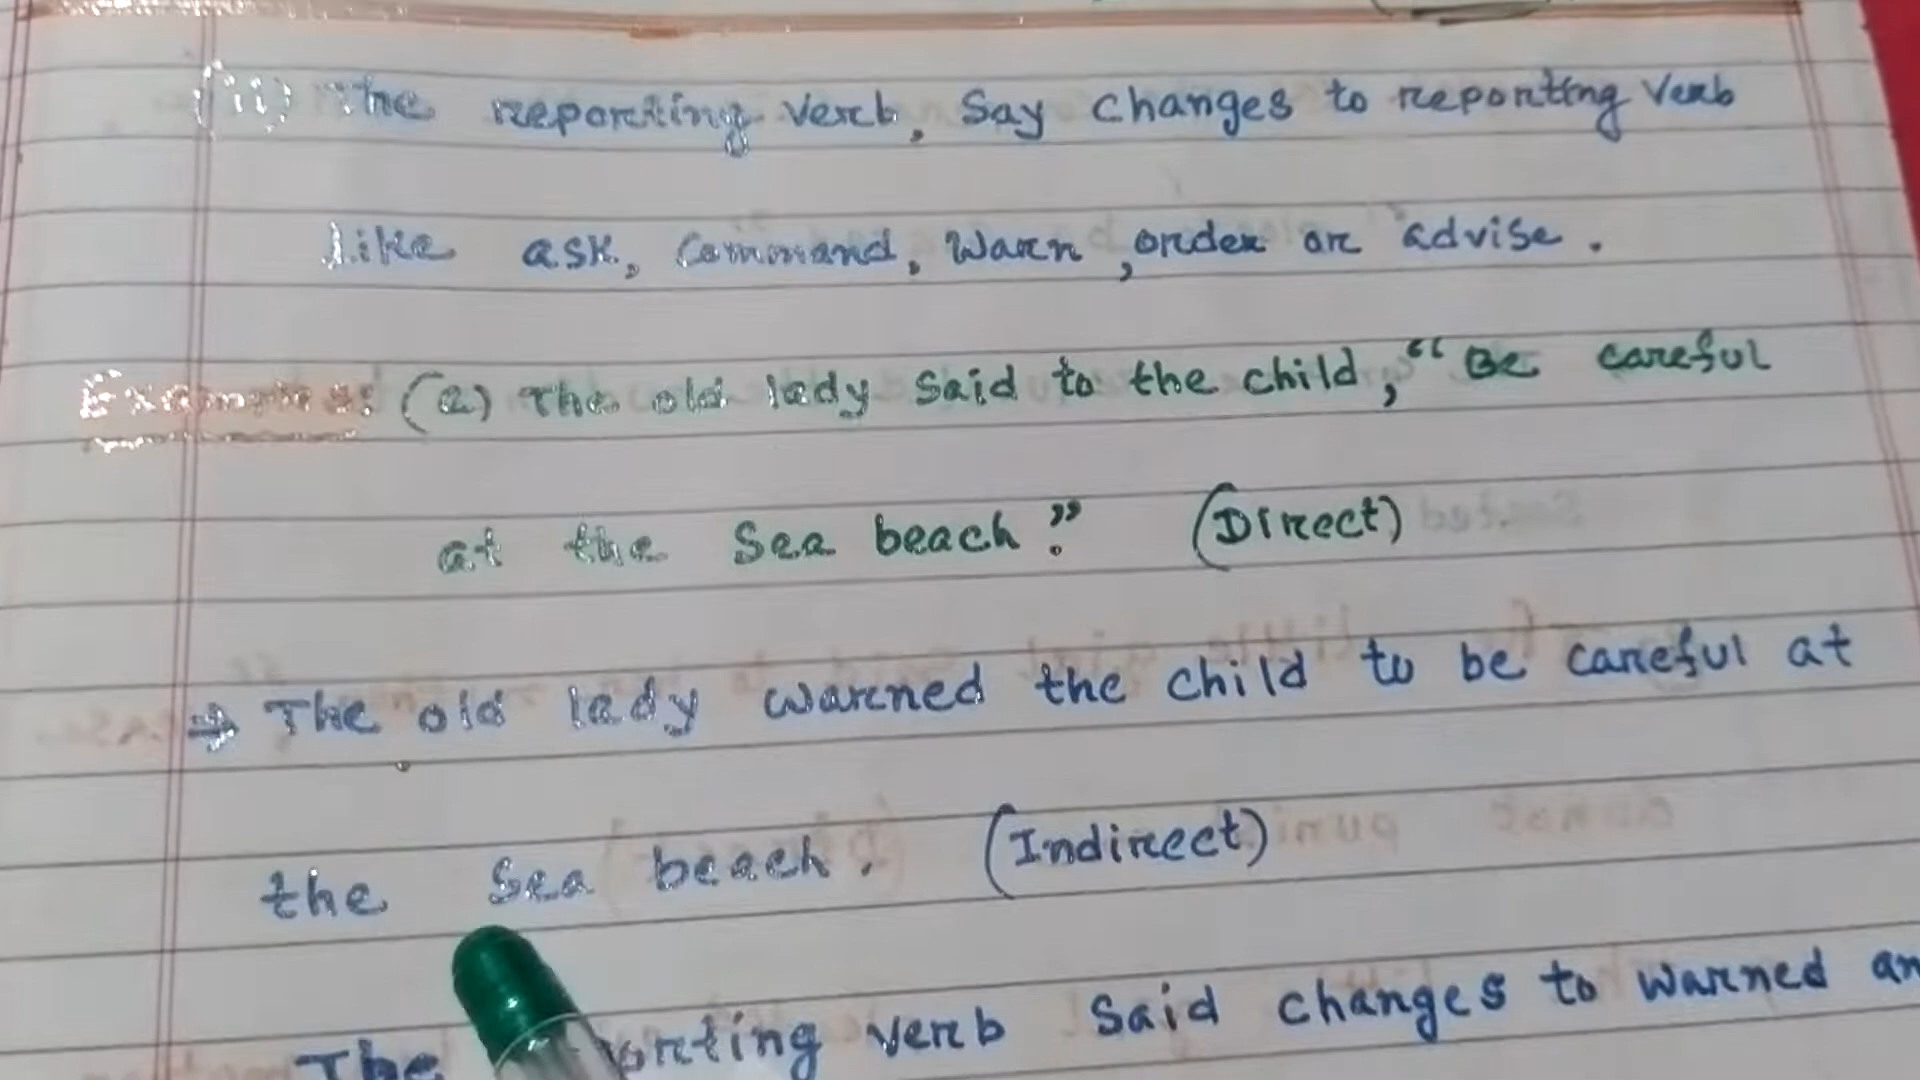 (ii) The reporting verb, Say changes to reporting verb
like ask, Command, Warn, order or advise.
Examples: (a) The old lady said to the child, "Be careful
at the Sea beach." (Direct)
⇒ The old lady warned the child to be careful at
the Sea beach. (Indirect)
The verb Said changes to warned